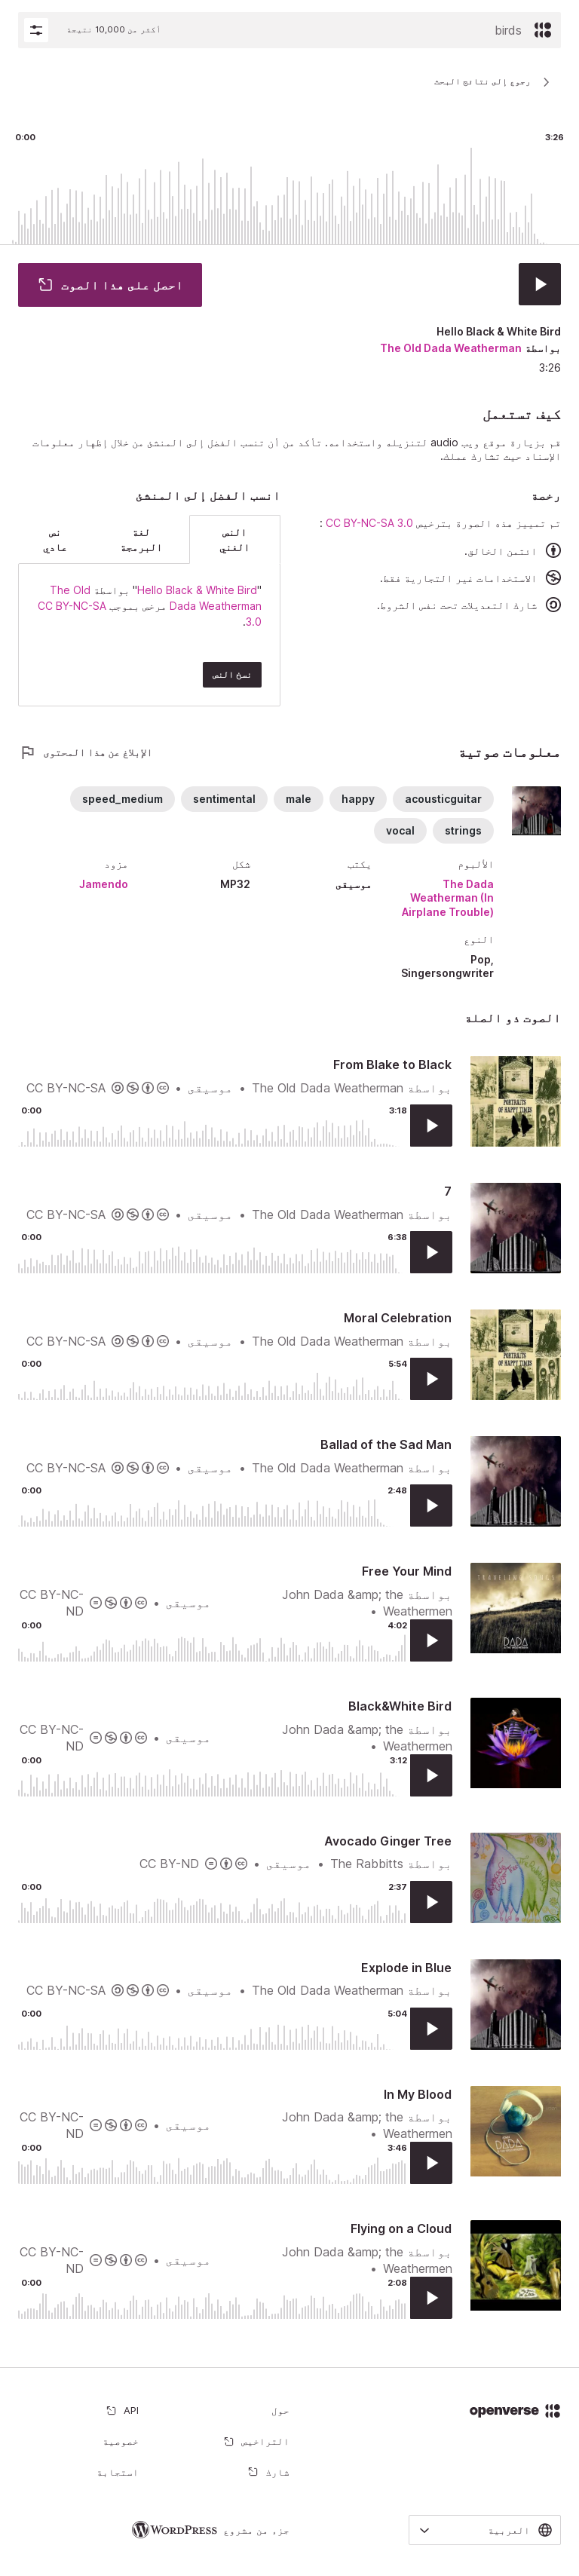 birds
أكثر من 10,000 نتيجة
رجوع إلى نتائج البحث
0:00
3:26
احصل على هذا الصوت
Hello Black & White Bird
بواسطة The Old Dada Weatherman
3:26
كيف تستعمل
قم بزيارة موقع ويب audio لتنزيله واستخدامه. تأكد من أن تنسب الفضل إلى المنشئ من خلال إظهار معلومات
الإسناد حيث تشارك عملك.
رخصة
تم تمييز هذه الصورة بترخيص CC BY-NC-SA 3.0 :
ائتمن الخالق.
الاستخدامات غير التجارية فقط.
شارك التعديلات تحت نفس الشروط.
انسب الفضل إلى المنشئ
النص الغني
لغة البرمجة
نص عادي
"Hello Black & White Bird" بواسطة The Old
Dada Weatherman مرخص بموجب CC BY-NC-SA
3.0.
نسخ النص
معلومات صوتية
الإبلاغ عن هذا المحتوى
acousticguitar
happy
male
sentimental
speed_medium
strings
vocal
الألبوم
The Dada
Weatherman (In
Airplane Trouble)
يكتب
موسيقى
شكل
MP32
مزود
Jamendo
النوع
Pop,
Singersongwriter
الصوت ذو الصلة
From Blake to Black
بواسطة The Old Dada Weatherman • موسيقى • CC BY-NC-SA
0:00
3:18
7
بواسطة The Old Dada Weatherman • موسيقى • CC BY-NC-SA
0:00
6:38
Moral Celebration
بواسطة The Old Dada Weatherman • موسيقى • CC BY-NC-SA
0:00
5:54
Ballad of the Sad Man
بواسطة The Old Dada Weatherman • موسيقى • CC BY-NC-SA
0:00
2:48
Free Your Mind
بواسطة John Dada &amp; the
Weathermen •
موسيقى •
CC BY-NC-
ND
0:00
4:02
Black&White Bird
بواسطة John Dada &amp; the
Weathermen •
موسيقى •
CC BY-NC-
ND
0:00
3:12
Avocado Ginger Tree
بواسطة The Rabbitts • موسيقى • CC BY-ND
0:00
2:37
Explode in Blue
بواسطة The Old Dada Weatherman • موسيقى • CC BY-NC-SA
0:00
5:04
In My Blood
بواسطة John Dada &amp; the
Weathermen •
موسيقى •
CC BY-NC-
ND
0:00
3:46
Flying on a Cloud
بواسطة John Dada &amp; the
Weathermen •
موسيقى •
CC BY-NC-
ND
0:00
2:08
openverse
حول
API
التراخيص
خصوصية
شارك
استجابة
العربية
جزء من مشروع WORDPRESS